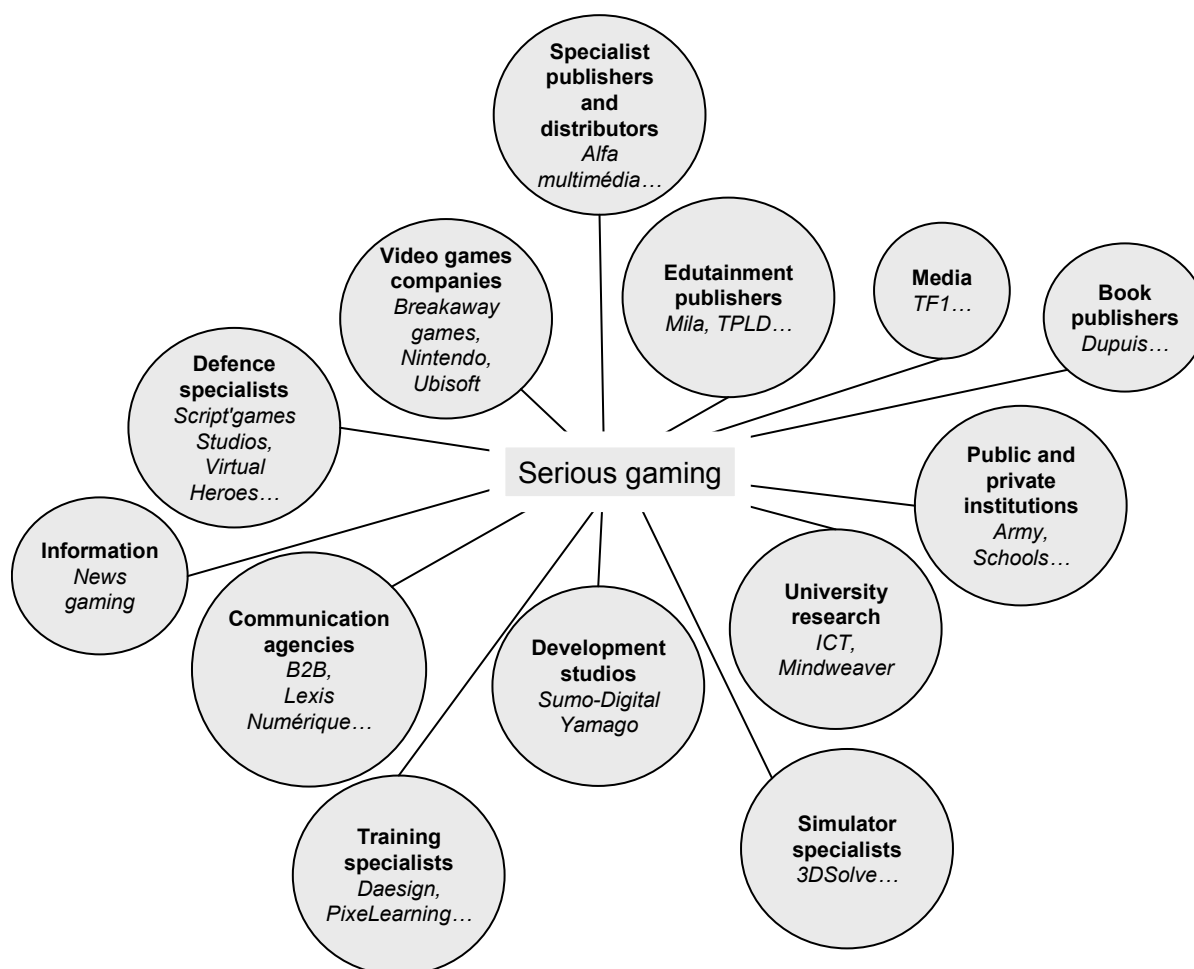 Specialist
publishers
and
distributors
Alfa
multimédia…
Video games
companies
Breakaway
games,
Nintendo,
Ubisoft
Edutainment
publishers
Mila, TPLD…
Media
TF1…
Book
publishers
Dupuis…
Defence
specialists
Script'games
Studios,
Virtual
Heroes…
Serious gaming
Public and
private
institutions
Army,
Schools…
Information
News
gaming
Communication
agencies
B2B,
Lexis
Numérique…
Development
studios
Sumo-Digital
Yamago
University
research
ICT,
Mindweaver
Training
specialists
Daesign,
PixeLearning…
Simulator
specialists
3DSolve…